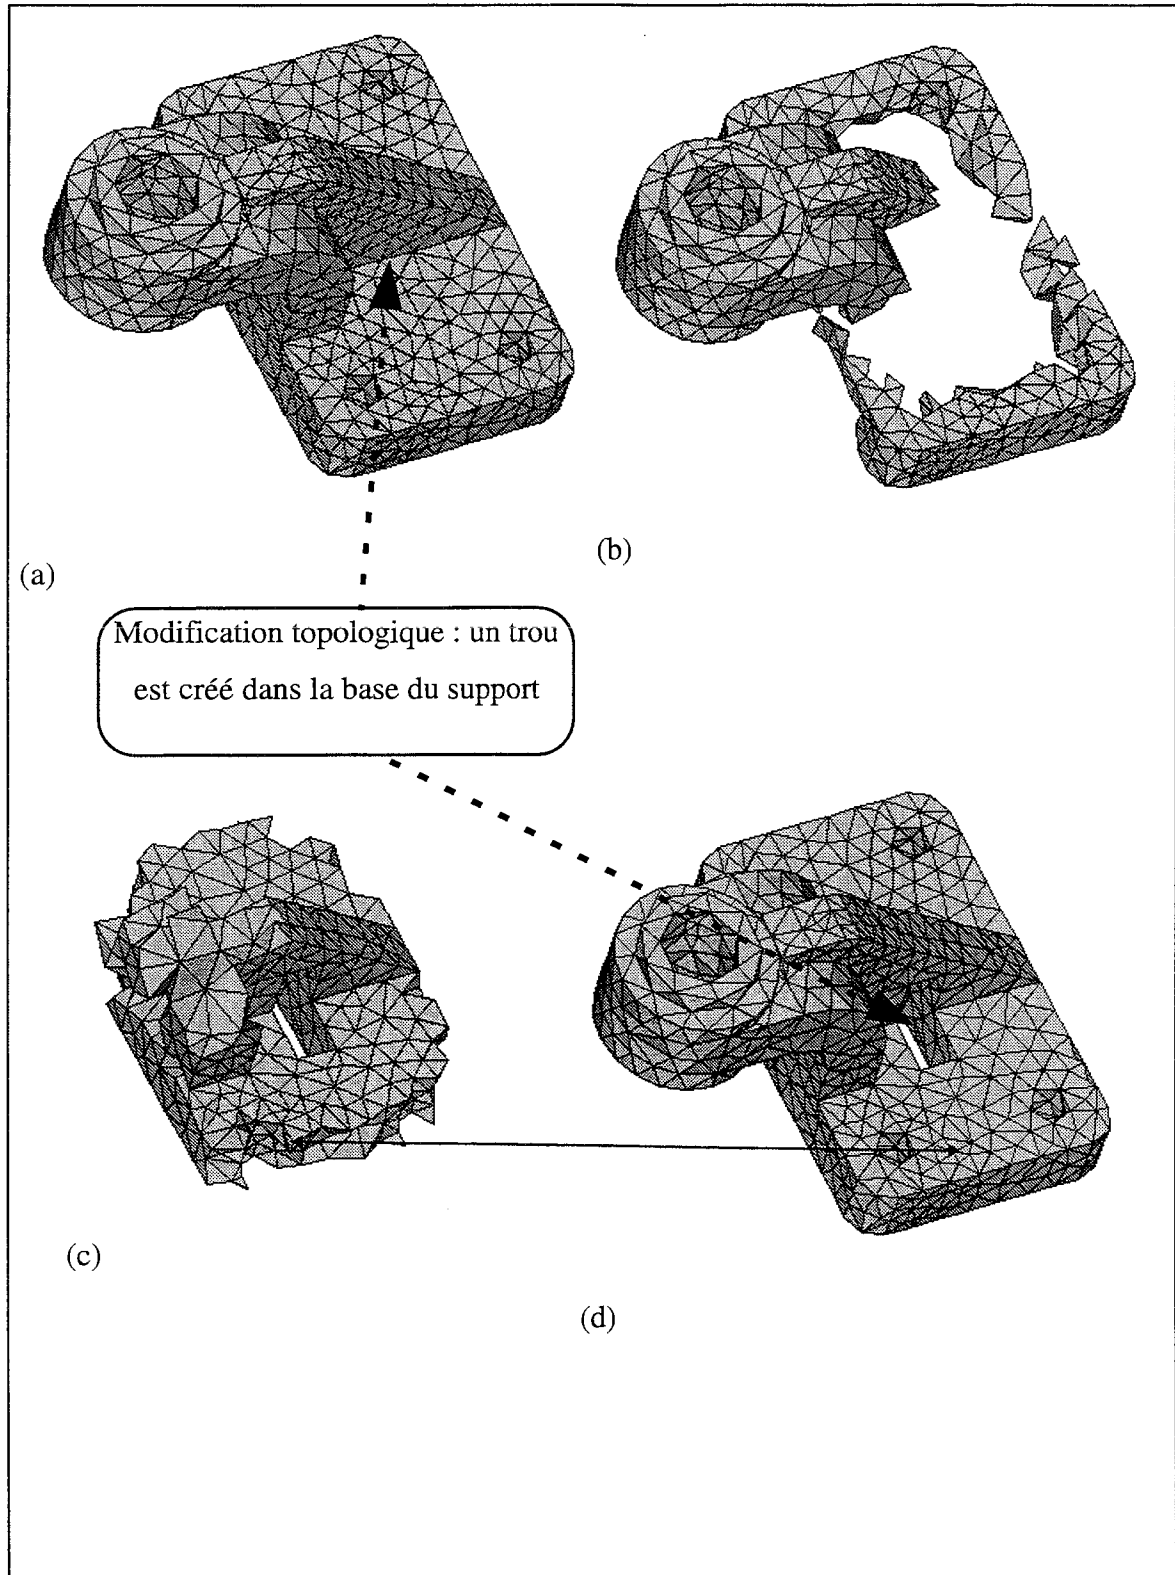 (b)
(a)
Modification topologique : un trou
est créé dans la base du support
(c)
(d)